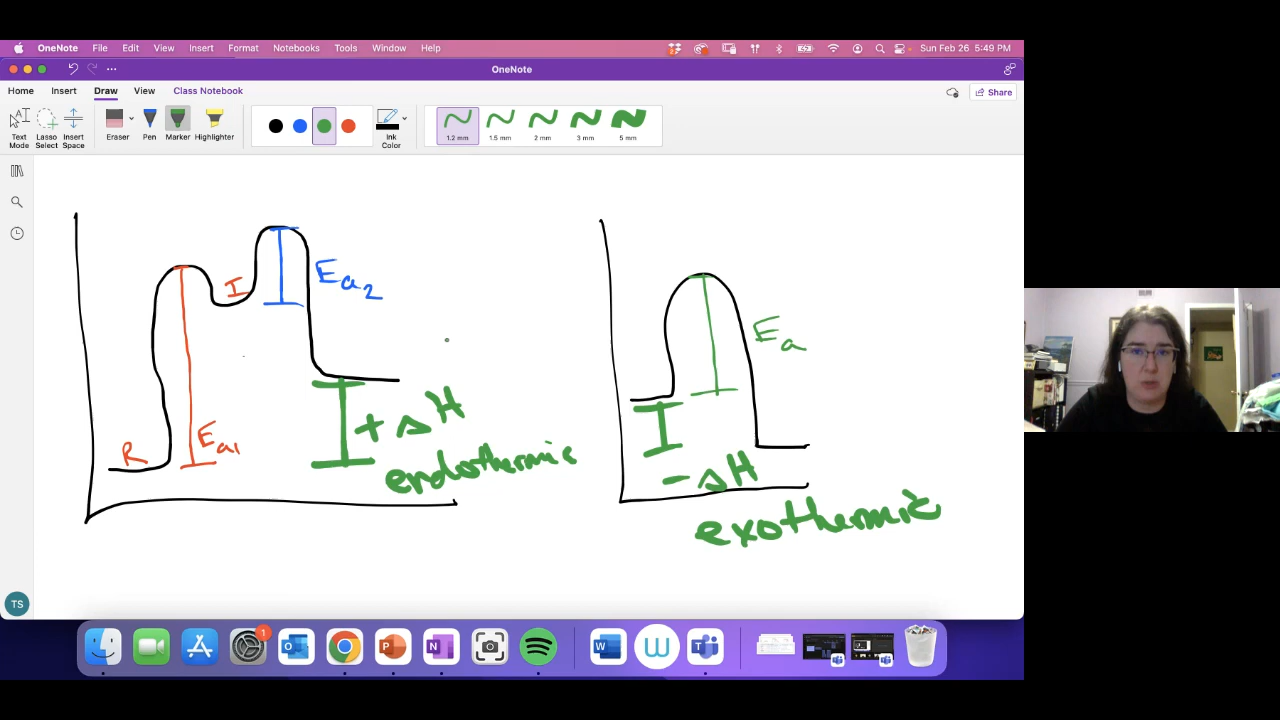 OneNote File Edit View Insert Format Notebooks Tools Window Help Sun Feb 26 5:49 PM
OneNote
Home Insert Draw View Class Notebook Share
Text Mode
Lasso Select
Insert Space
Eraser
Pen
Marker
Highlighter
Ink Color
1.2 mm 1.5 mm 2 mm 3 mm 5 mm
I
Ea2
R
Ea1
+ΔH
endothermic
Ea
-ΔH
exothermic
TS
1